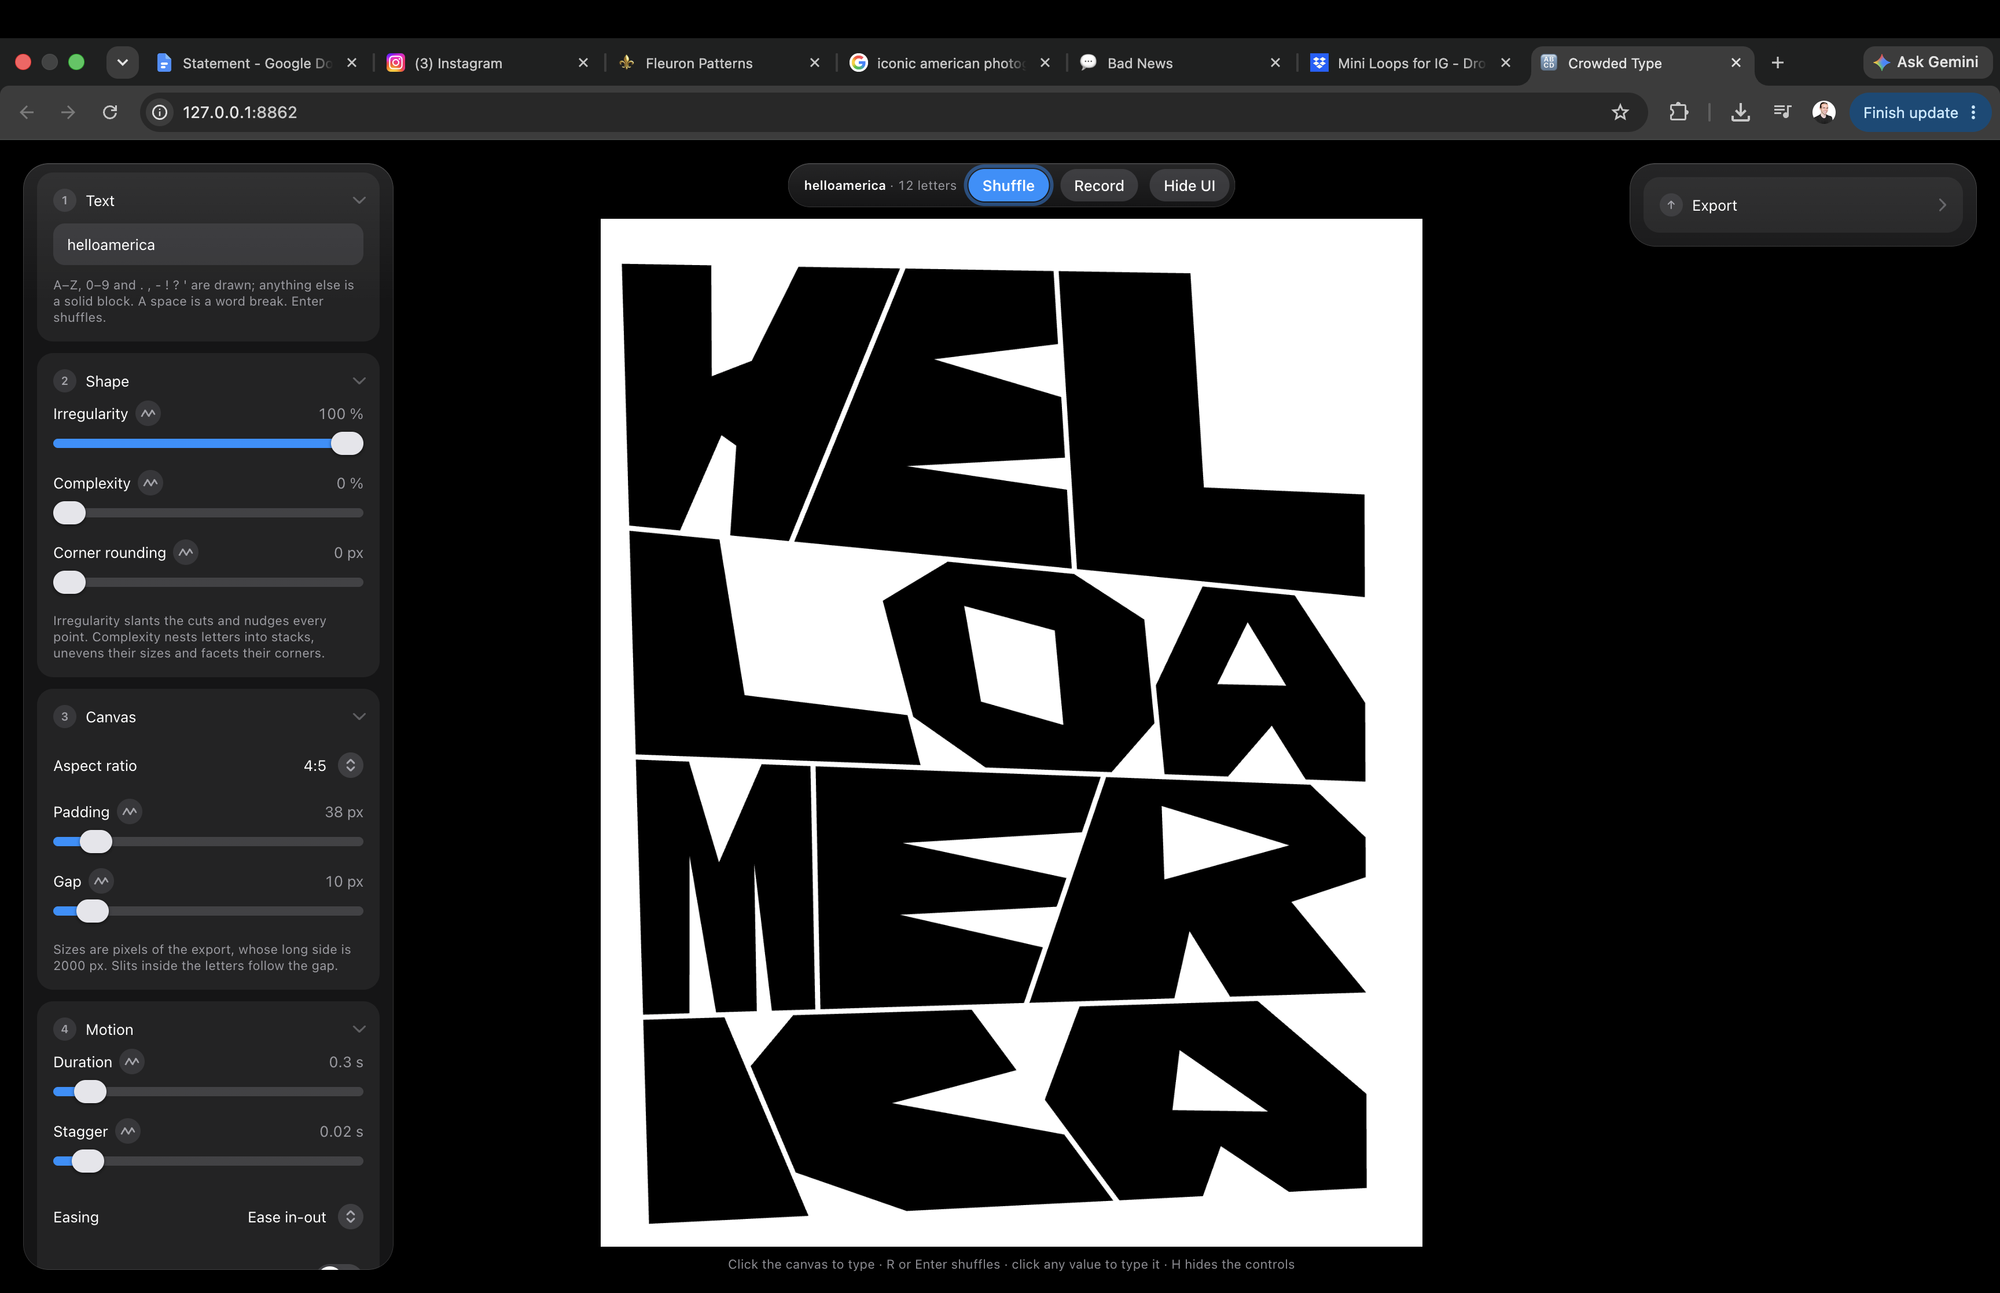 Statement - Google Do
(3) Instagram
Fleuron Patterns
iconic american photog
Bad News
Mini Loops for IG - Dro
Crowded Type
Ask Gemini
127.0.0.1:8862
Finish update
1 Text
helloamerica
A–Z, 0–9 and . , - ! ? ' are drawn; anything else is
a solid block. A space is a word break. Enter
shuffles.
2 Shape
Irregularity 100 %
Complexity 0 %
Corner rounding 0 px
Irregularity slants the cuts and nudges every
point. Complexity nests letters into stacks,
unevens their sizes and facets their corners.
3 Canvas
Aspect ratio 4:5
Padding 38 px
Gap 10 px
Sizes are pixels of the export, whose long side is
2000 px. Slits inside the letters follow the gap.
4 Motion
Duration 0.3 s
Stagger 0.02 s
Easing Ease in-out
helloamerica · 12 letters Shuffle Record Hide UI
HEL
LOA
MER
ICA
Click the canvas to type · R or Enter shuffles · click any value to type it · H hides the controls
Export